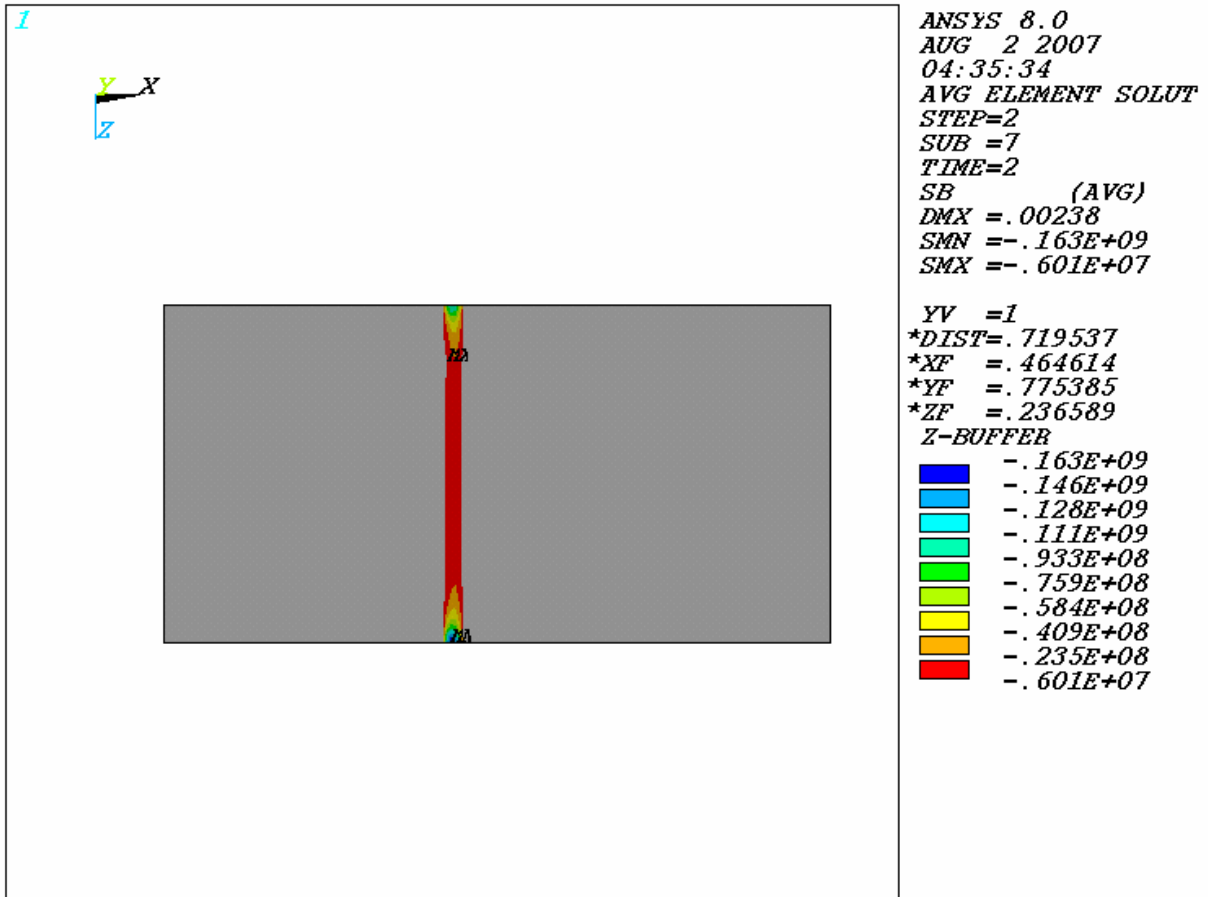 1
Y X
Z
MX
ANSYS 8.0
AUG 2 2007
04:35:34
AVG ELEMENT SOLUT
STEP=2
SUB =7
TIME=2
SB (AVG)
DMX =.00238
SMN =-.163E+09
SMX =-.601E+07
YV =1
*DIST=.719537
*XF =.464614
*YF =.775385
*ZF =.236589
Z-BUFFER
-.163E+09
-.146E+09
-.128E+09
-.111E+09
-.933E+08
-.759E+08
-.584E+08
-.409E+08
-.235E+08
-.601E+07